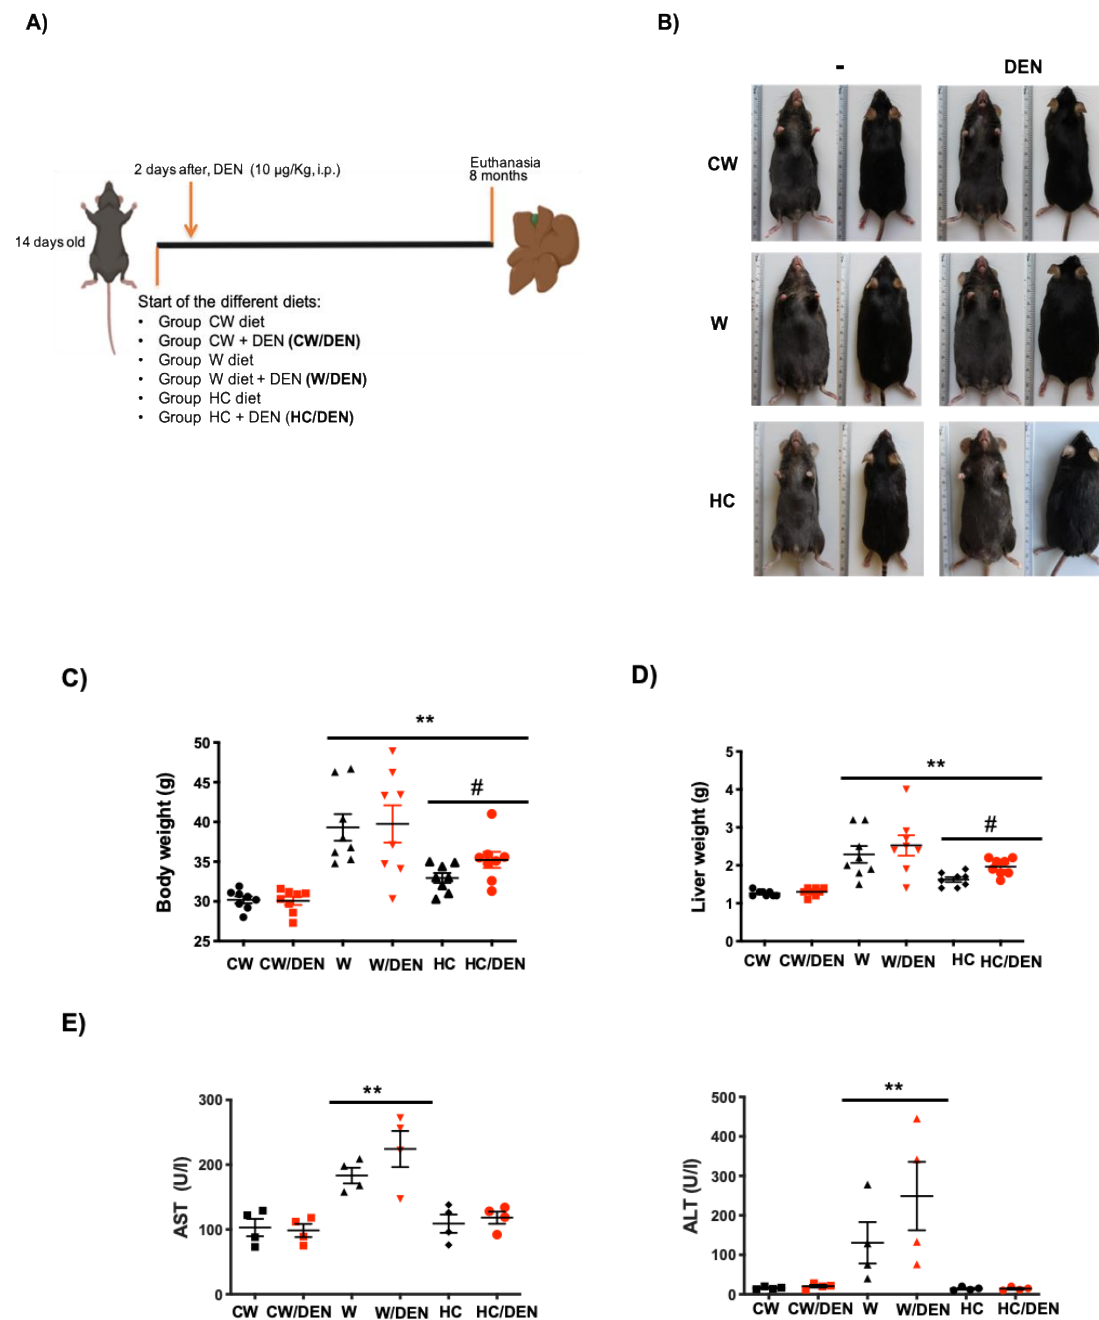 A)
2 days after, DEN (10 µg/Kg, i.p.)
Euthanasia
8 months
14 days old
Start of the different diets:
• Group CW diet
• Group CW + DEN (CW/DEN)
• Group W diet
• Group W diet + DEN (W/DEN)
• Group HC diet
• Group HC + DEN (HC/DEN)
B)
- DEN
CW
W
HC
C)
**
#
Body weight (g)
50
45
40
35
30
25
CW CW/DEN W W/DEN HC HC/DEN
D)
**
#
Liver weight (g)
5
4
3
2
1
0
CW CW/DEN W W/DEN HC HC/DEN
E)
**
AST (U/l)
300
200
100
0
CW CW/DEN W W/DEN HC HC/DEN
**
ALT (U/l)
500
400
300
200
100
0
CW CW/DEN W W/DEN HC HC/DEN